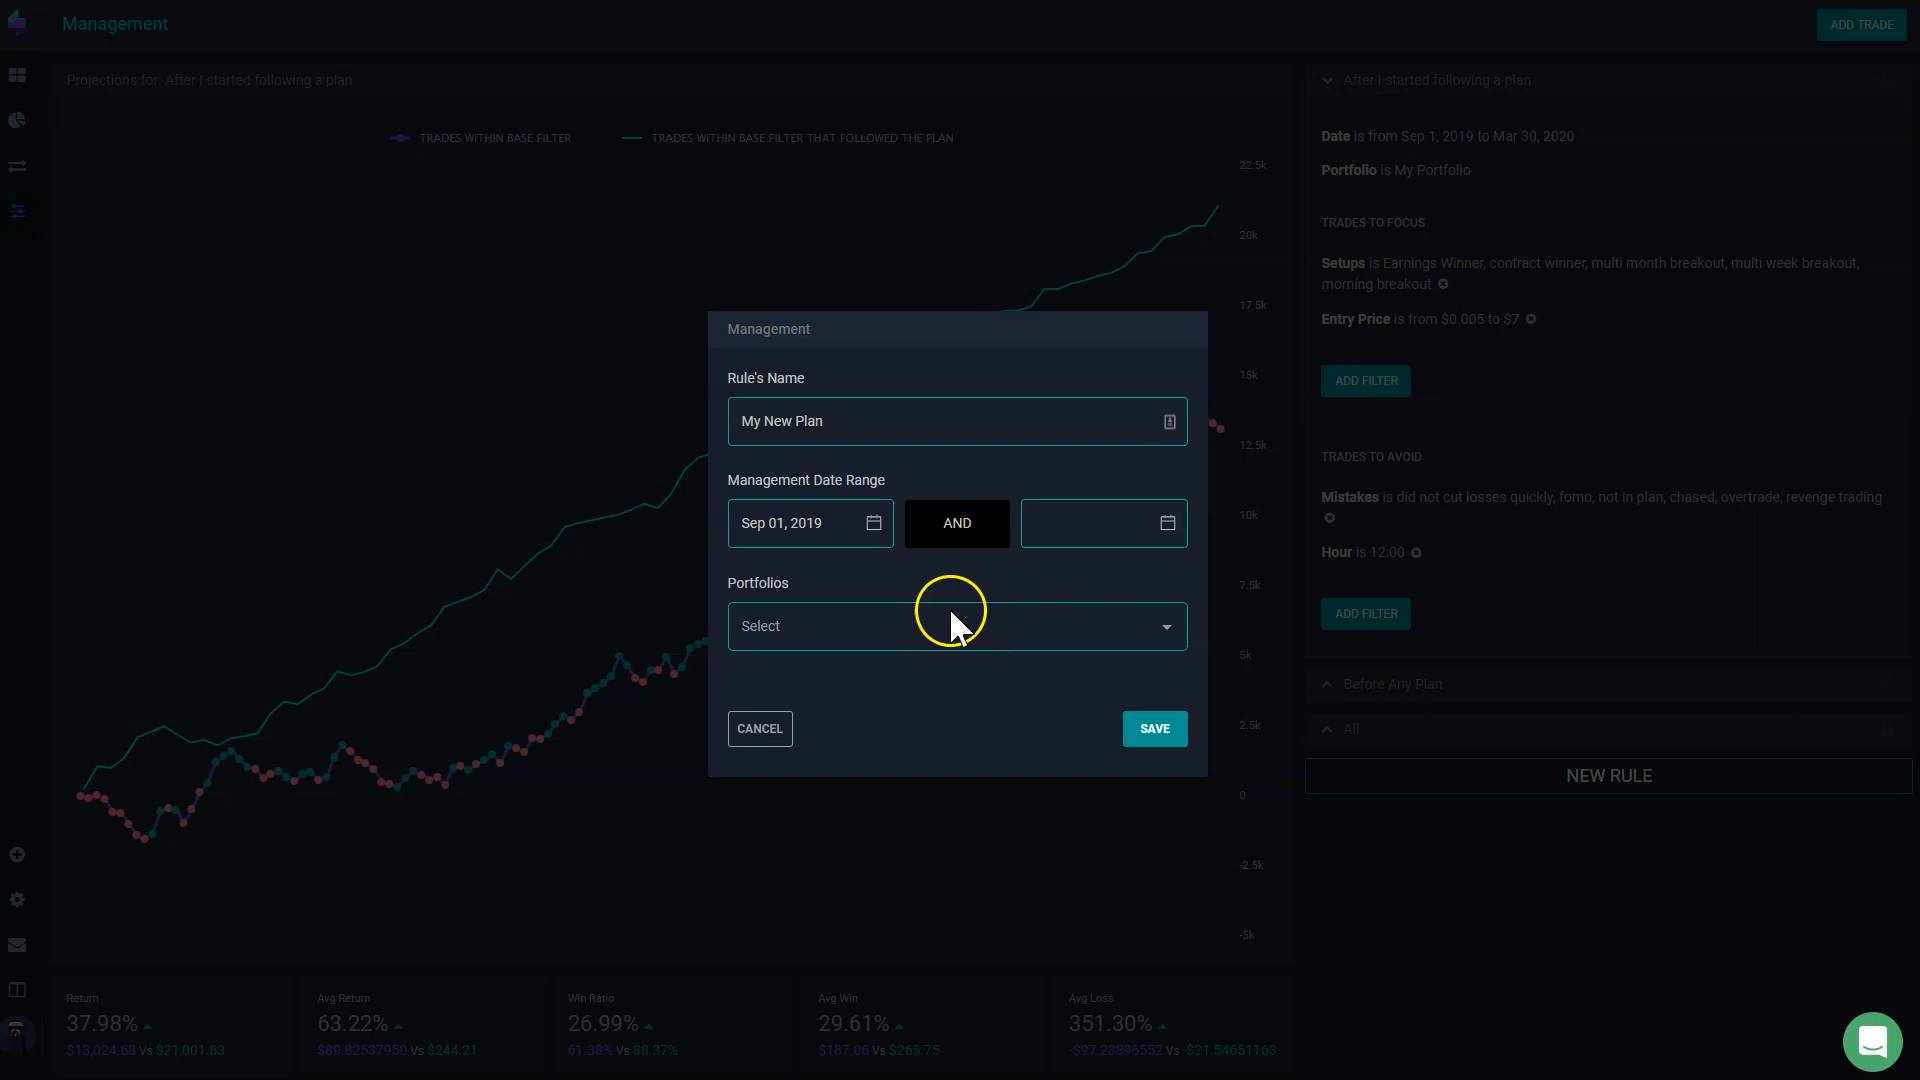 Management
ADD TRADE
Projections for: After I started following a plan
TRADES WITHIN BASE FILTER
TRADES WITHIN BASE FILTER THAT FOLLOWED THE PLAN
22.5k
20k
17.5k
15k
12.5k
10k
7.5k
5k
2.5k
0
-2.5k
-5k
Management
Rule's Name
My New Plan
Management Date Range
Sep 01, 2019
AND
Portfolios
Select
CANCEL
SAVE
After I started following a plan
Date is from Sep 1, 2019 to Mar 30, 2020
Portfolio is My Portfolio
TRADES TO FOCUS
Setups is Earnings Winner, contract winner, multi month breakout, multi week breakout,
morning breakout
Entry Price is from $0.005 to $7
ADD FILTER
TRADES TO AVOID
Mistakes is did not cut losses quickly, fomo, not in plan, chased, overtrade, revenge trading
Hour is 12:00
ADD FILTER
Before Any Plan
All
NEW RULE
Return
37.98%
$13,024.68 Vs $21,001.83
Avg Return
63.22%
$89.82537950 Vs $244.21
Win Ratio
26.99%
61.38% Vs 88.37%
Avg Win
29.61%
$187.06 Vs $265.75
Avg Loss
351.30%
-$97.23896552 Vs -$21.54651163